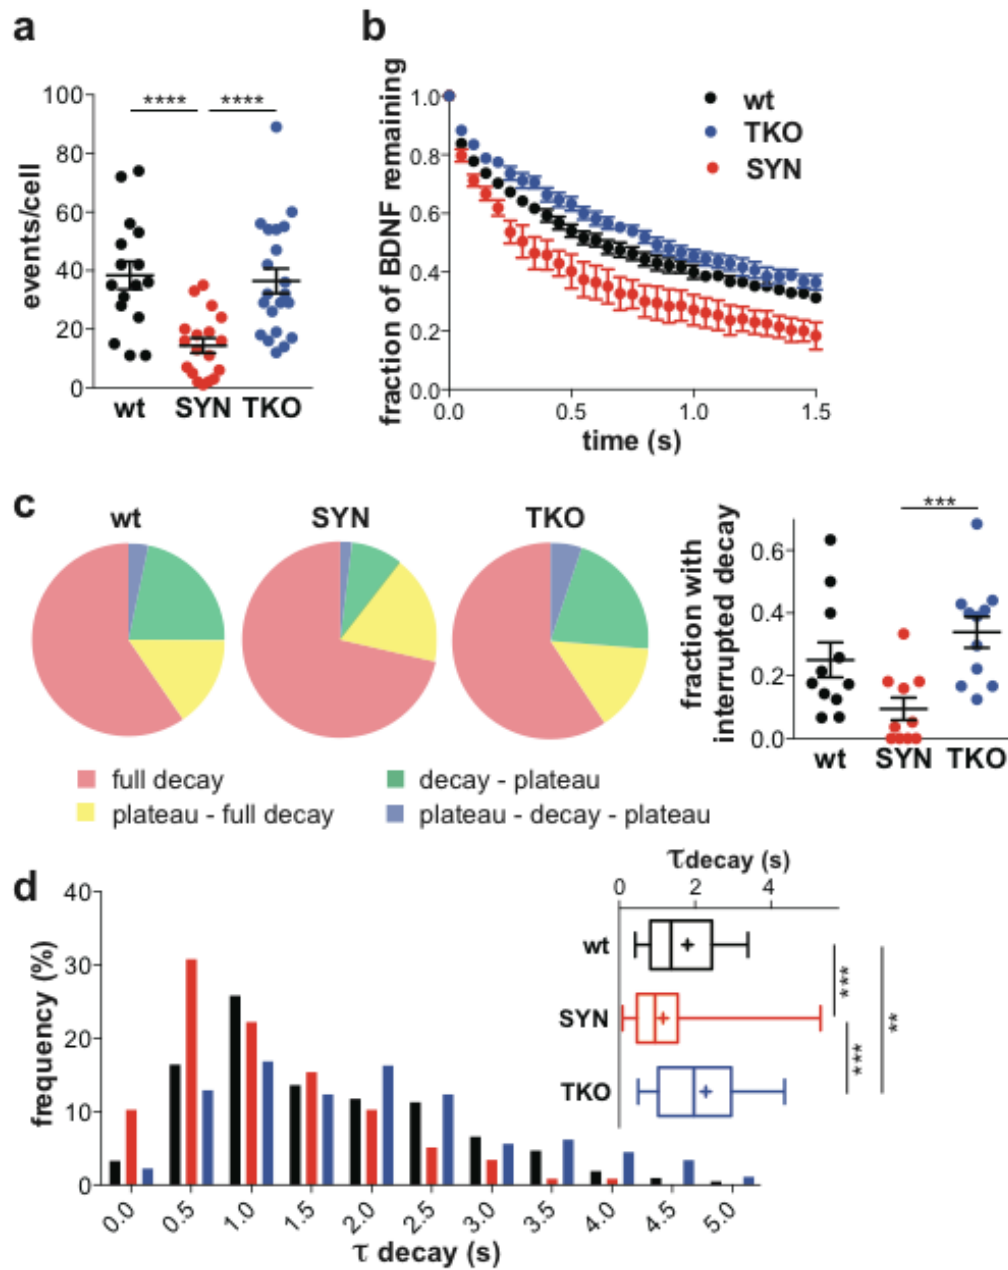 a
events/cell
100
80
60
40
20
0
**** ****
wt SYN TKO
b
fraction of BDNF remaining
1.0
0.8
0.6
0.4
0.2
0.0
0.0 0.5 1.0 1.5
time (s)
wt
TKO
SYN
c
wt SYN TKO
full decay
plateau - full decay
decay - plateau
plateau - decay - plateau
fraction with
interrupted decay
0.6
0.4
0.2
0.0
***
wt SYN TKO
d
frequency (%)
40
30
20
10
0
0.0 0.5 1.0 1.5 2.0 2.5 3.0 3.5 4.0 4.5 5.0
τ decay (s)
τdecay (s)
0 2 4
wt
SYN
TKO
***
***
**